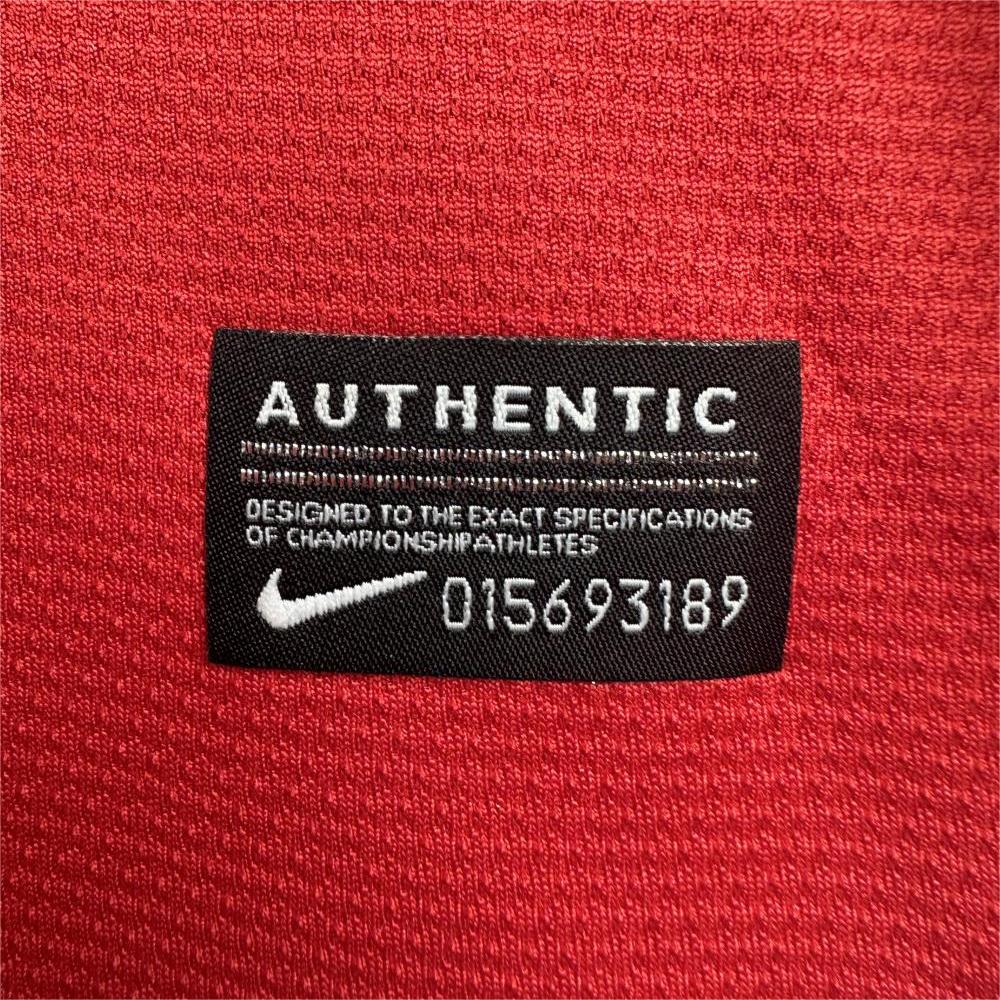 AUTHENTIC
DESIGNED TO THE EXACT SPECIFICATIONS
OF CHAMPIONSHIPATHLETES
015693189